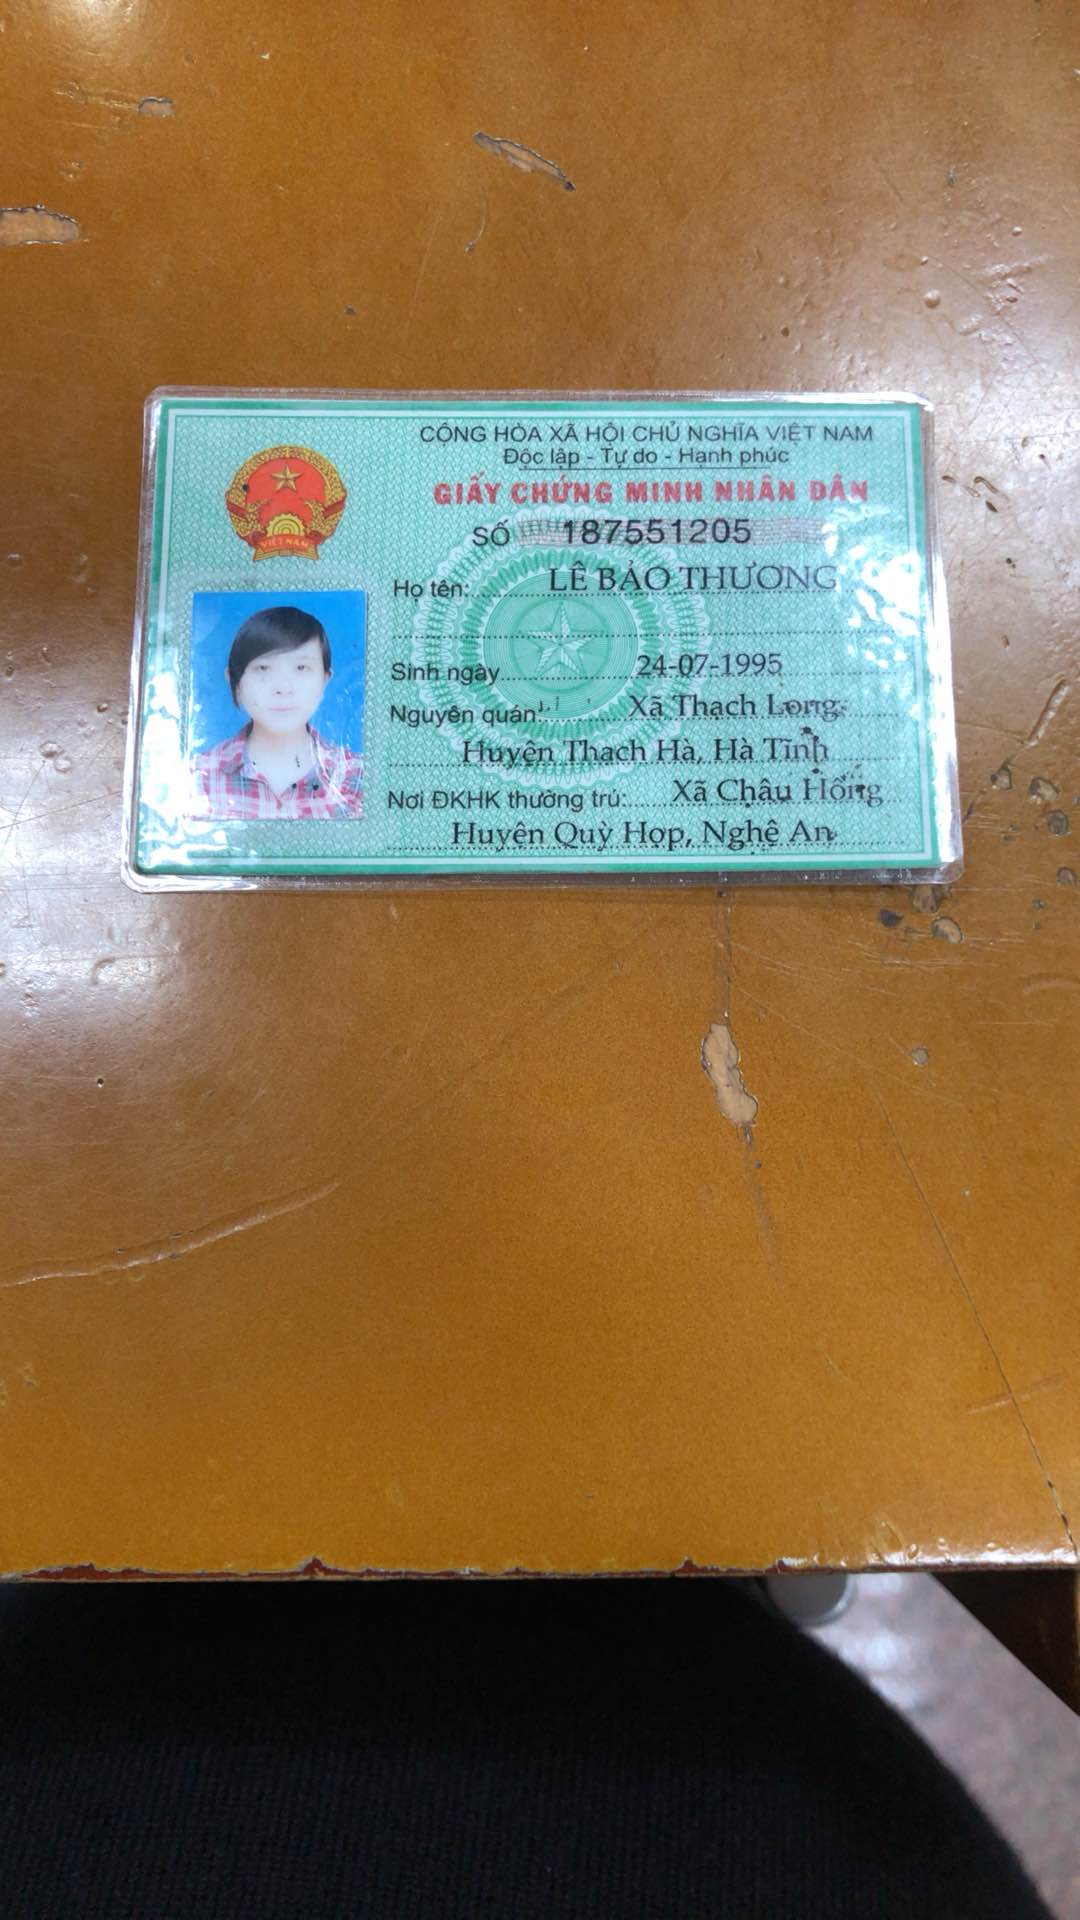 CỘNG HÒA XÃ HỘI CHỦ NGHĨA VIỆT NAM
Độc lập - Tự do - Hạnh phúc
GIẤY CHỨNG MINH NHÂN DÂN
SỐ 187551205
VIỆT NAM
Họ tên: LÊ BẢO THƯƠNG
Sinh ngày 24-07-1995
Nguyên quán: Xã Thạch Long,
Huyện Thạch Hà, Hà Tĩnh
Nơi ĐKHK thường trú: Xã Châu Hồng
Huyện Quỳ Hợp, Nghệ An